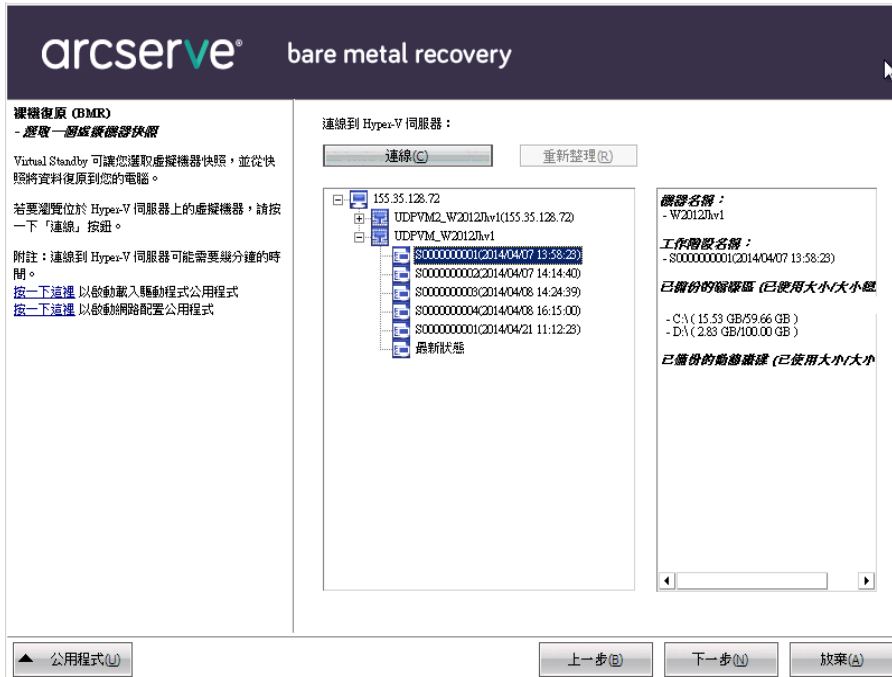 arcserve® bare metal recovery
裸機復原 (BMR)
- 選取一個虛擬機器快照
Virtual Standby 可讓您選取虛擬機器快照，並從快
照將資料復原到您的電腦。
若要瀏覽位於 Hyper-V 伺服器上的虛擬機器，請按
一下「連線」按鈕。
附註：連線到 Hyper-V 伺服器可能需要幾分鐘的時
間。
按一下這裡 以啟動載入驅動程式公用程式
按一下這裡 以啟動網路配置公用程式
連線到 Hyper-V 伺服器：
連線(C)
重新整理(R)
155.35.128.72
UDPVM2_W2012Jhv1(155.35.128.72)
UDPVM_W2012Jhv1
S0000000001(2014/04/07 13:58:23)
S0000000002(2014/04/07 14:14:40)
S0000000003(2014/04/08 14:24:39)
S0000000004(2014/04/08 16:15:00)
S0000000001(2014/04/21 11:12:23)
最新狀態
機器名稱：
- W2012Jhv1
工作階段名稱：
- S0000000001(2014/04/07 13:58:23)
已備份的磁碟區 (已使用大小/大小總
- C:\ ( 15.53 GB/59.66 GB )
- D:\ ( 2.83 GB/100.00 GB )
已備份的動態磁碟 (已使用大小/大小
公用程式(U)
上一步(B)
下一步(N)
放棄(A)